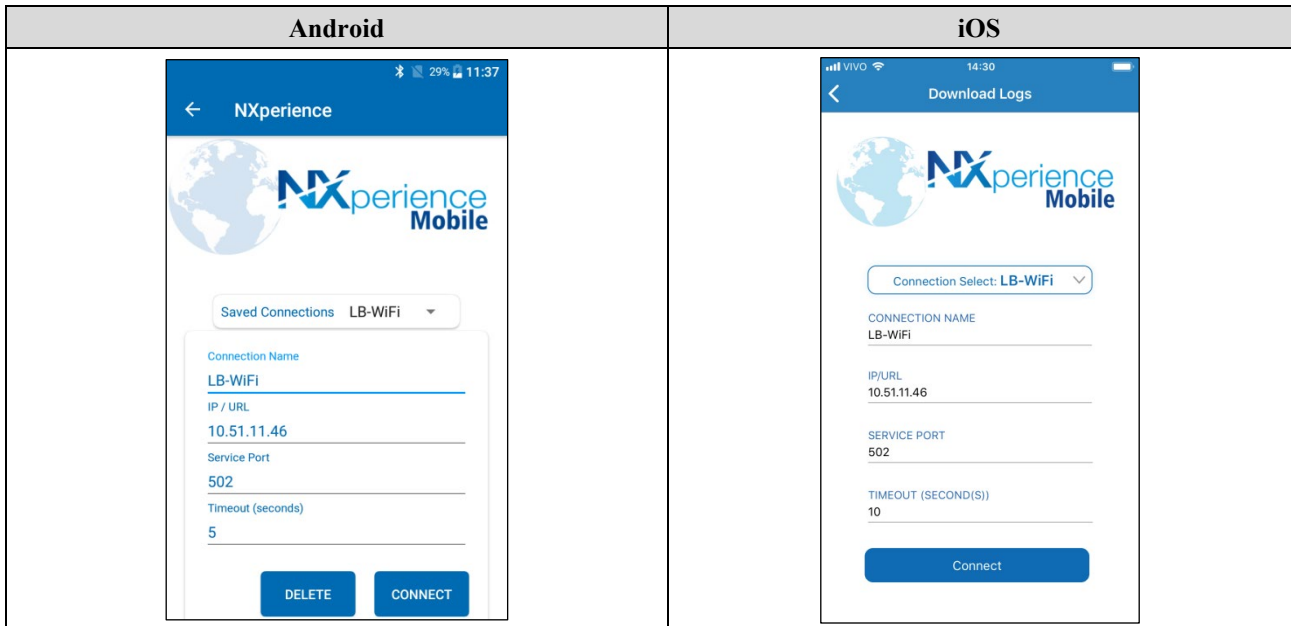 Android
iOS
29% 11:37
NXperience
NXperience
Mobile
Saved Connections LB-WiFi
Connection Name
LB-WiFi
IP / URL
10.51.11.46
Service Port
502
Timeout (seconds)
5
DELETE CONNECT
VIVO 14:30
Download Logs
NXperience
Mobile
Connection Select: LB-WiFi
CONNECTION NAME
LB-WiFi
IP/URL
10.51.11.46
SERVICE PORT
502
TIMEOUT (SECOND(S))
10
Connect